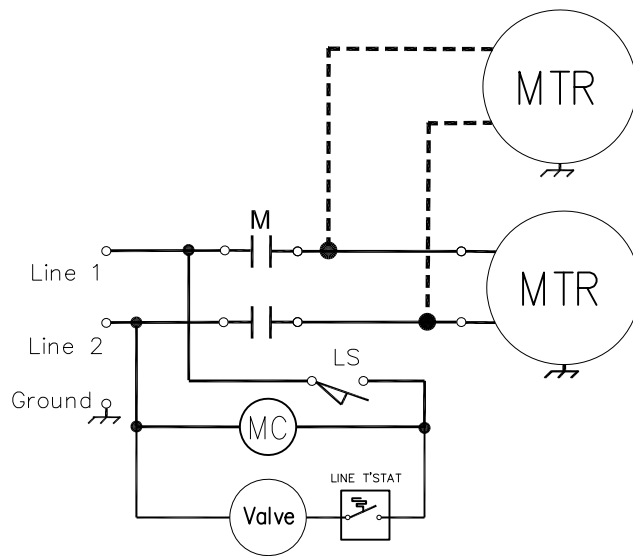 MTR
M
Line 1
MTR
Line 2
LS
Ground
MC
LINE T'STAT
Valve